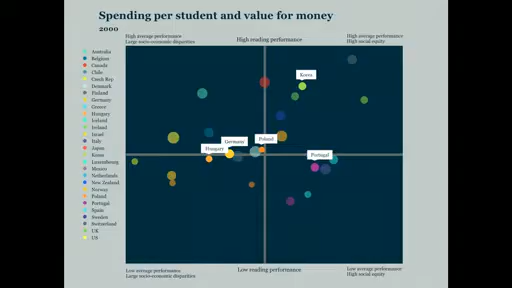 Spending per student and value for money
2000
High average performance
Large socio-economic disparities
High reading performance
High average performance
High social equity
Australia
Belgium
Canada
Chile
Czech Rep
Denmark
Finland
Germany
Greece
Hungary
Iceland
Ireland
Israel
Italy
Japan
Korea
Luxembourg
Mexico
Netherlands
New Zealand
Norway
Poland
Portugal
Spain
Sweden
Switzerland
UK
US
Korea
Poland
Germany
Hungary
Portugal
Low average performance
Large socio-economic disparities
Low reading performance
Low average performance
High social equity